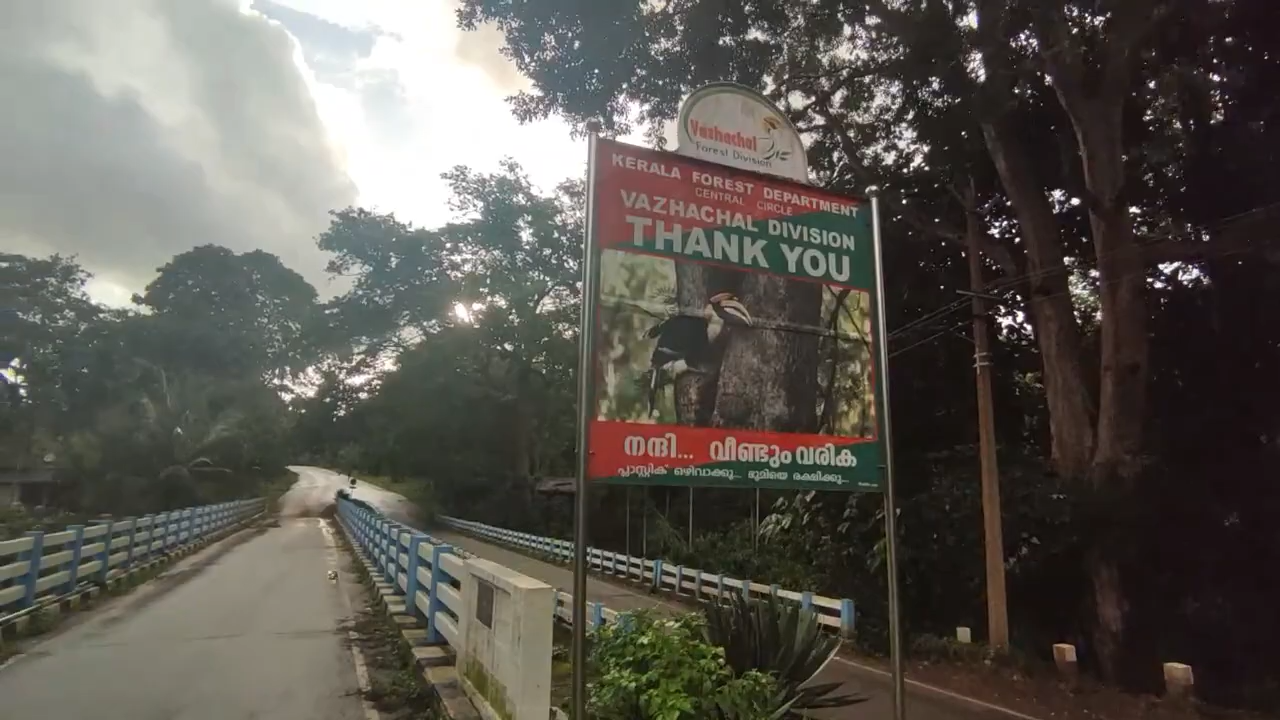 Vazhachal
Forest Division
KERALA FOREST DEPARTMENT
CENTRAL CIRCLE
VAZHACHAL DIVISION
THANK YOU
നന്ദി... വീണ്ടും വരിക
പ്ലാസ്റ്റിക് ഒഴിവാക്കൂ... ഭൂമിയെ രക്ഷിക്കൂ...